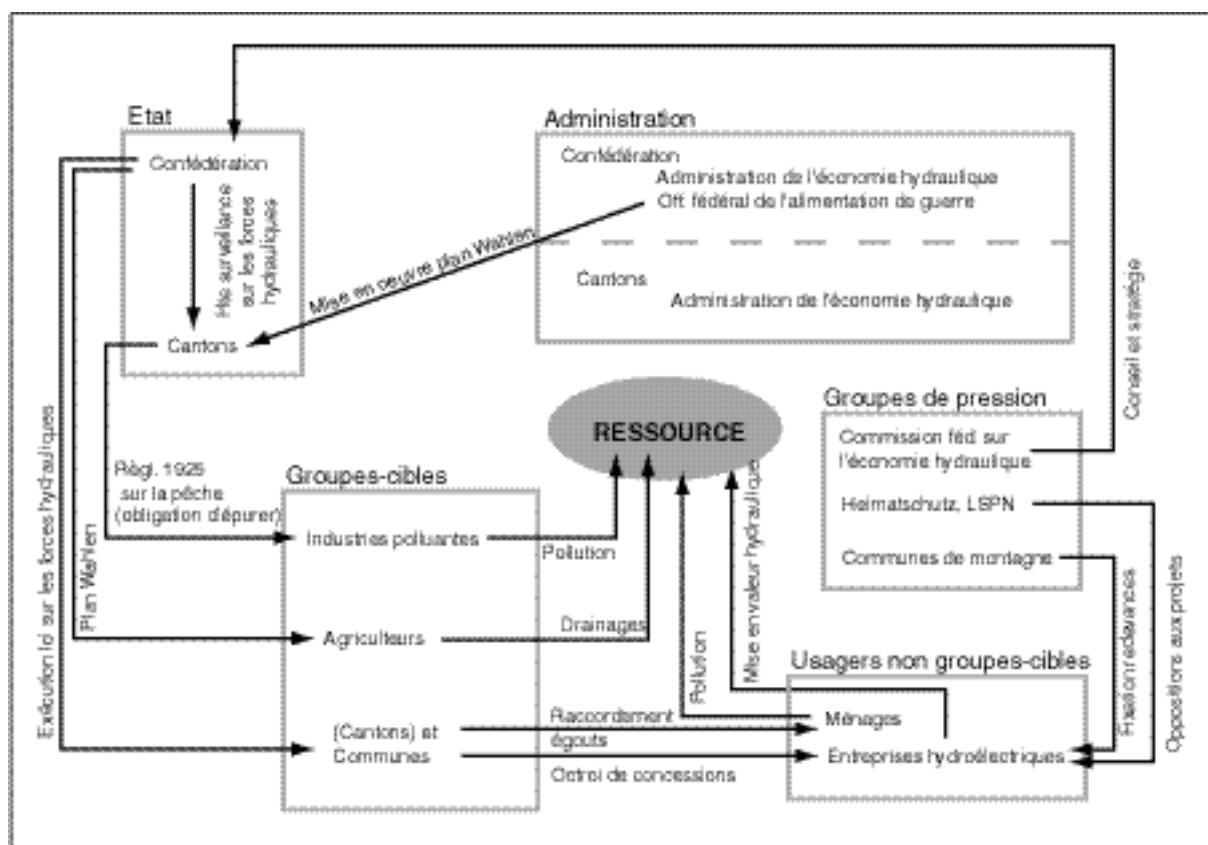 Etat
Confédération
Hte surveillance
sur les forces
hydrauliques
Cantons
Mise en oeuvre plan Wahlen
Administration
Confédération
Administration de l'économie hydraulique
Off. fédéral de l'alimentation de guerre
Cantons
Administration de l'économie hydraulique
Conseil et stratégie
RESSOURCE
Groupes de pression
Commission féd. sur
l'économie hydraulique
Heimatschutz, LSPN
Communes de montagne
Exécution loi sur les forces hydrauliques
Plan Wahlen
Règl. 1925
sur la pêche
(obligation d'épurer)
Groupes-cibles
Industries polluantes
Pollution
Agriculteurs
Drainages
(Cantons) et
Communes
Raccordement
égouts
Octroi de concessions
Pollution
Mise en valeur hydraulique
Usagers non groupes-cibles
Ménages
Entreprises hydroélectriques
Fixation redevances
Oppositions aux projets